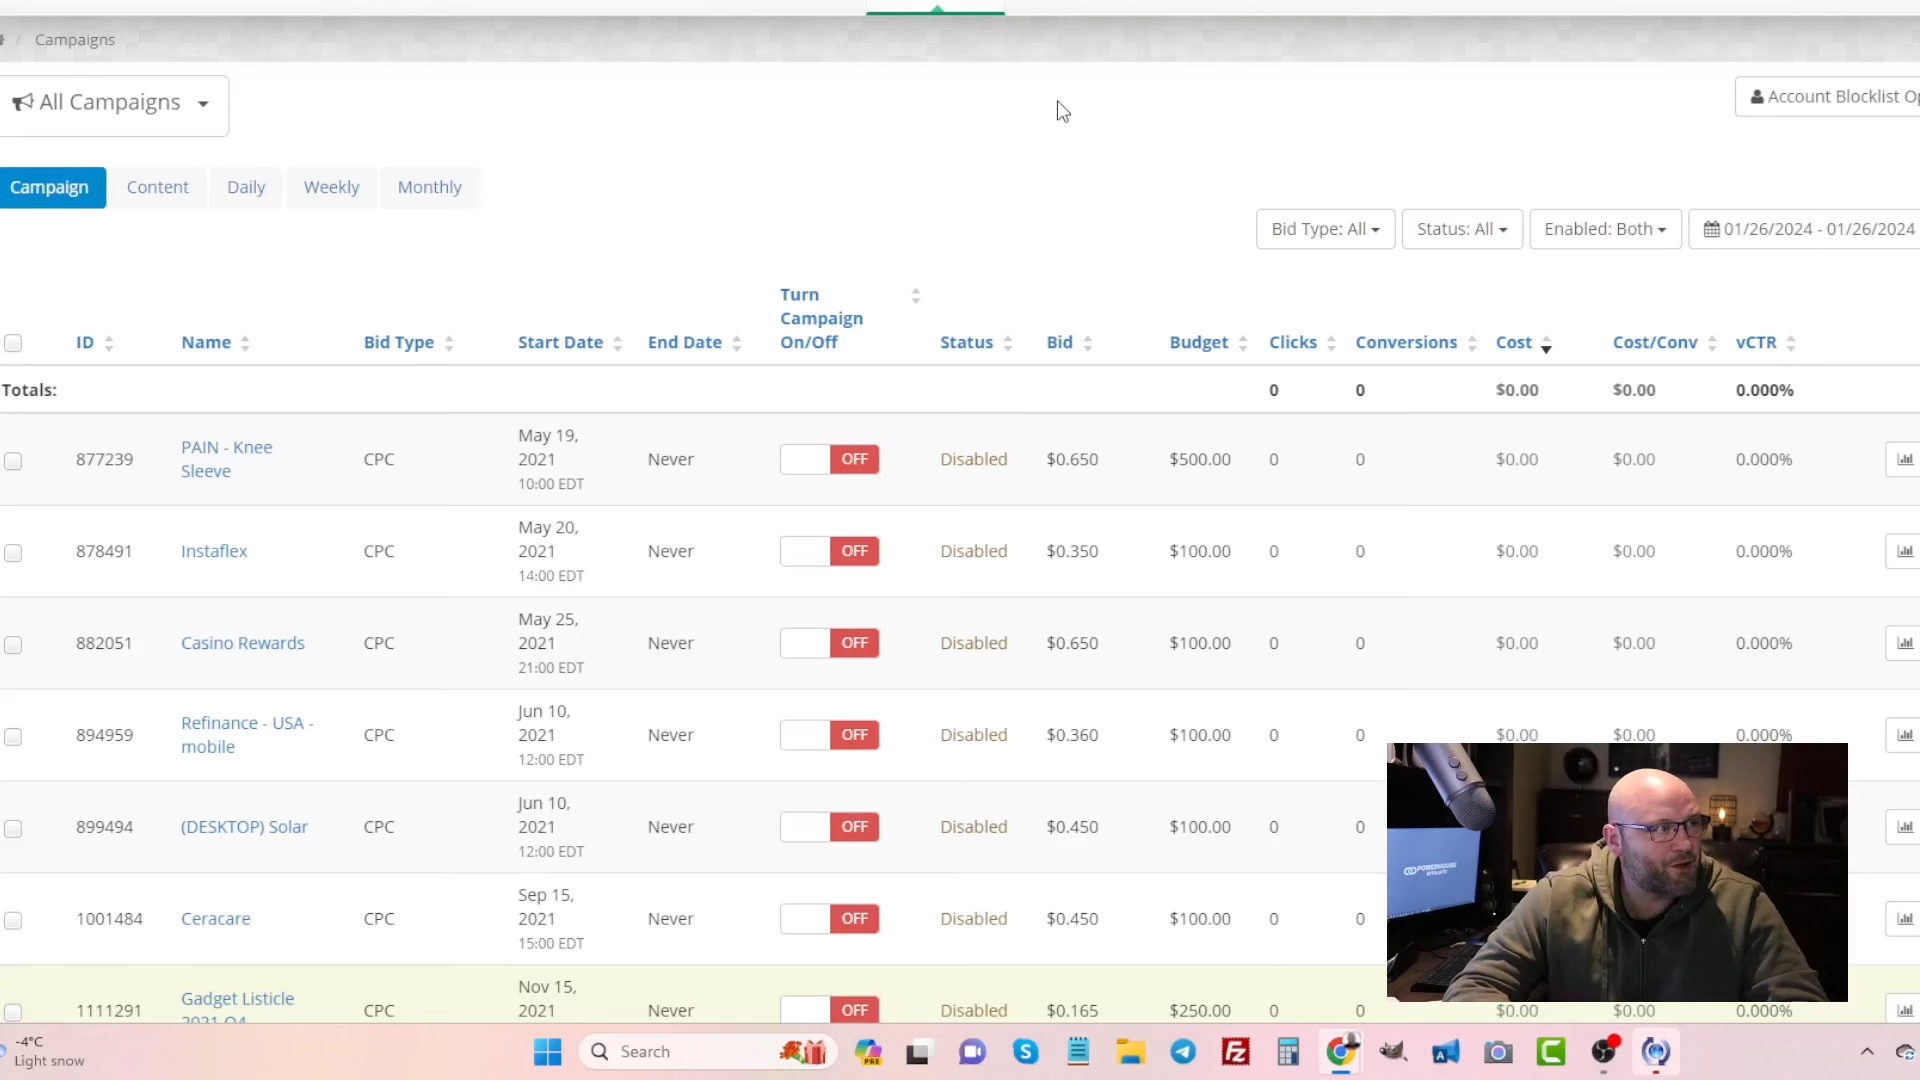 / Campaigns
All Campaigns
Account Blocklist Op
Campaign Content Daily Weekly Monthly
Bid Type: All Status: All Enabled: Both 01/26/2024 - 01/26/2024
ID Name Bid Type Start Date End Date Turn Campaign On/Off Status Bid Budget Clicks Conversions Cost Cost/Conv vCTR
Totals: 0 0 $0.00 $0.00 0.000%
877239 PAIN - Knee Sleeve CPC May 19, 2021 10:00 EDT Never OFF Disabled $0.650 $500.00 0 0 $0.00 $0.00 0.000%
878491 Instaflex CPC May 20, 2021 14:00 EDT Never OFF Disabled $0.350 $100.00 0 0 $0.00 $0.00 0.000%
882051 Casino Rewards CPC May 25, 2021 21:00 EDT Never OFF Disabled $0.650 $100.00 0 0 $0.00 $0.00 0.000%
894959 Refinance - USA - mobile CPC Jun 10, 2021 12:00 EDT Never OFF Disabled $0.360 $100.00 0 0 $0.00 $0.00 0.000%
899494 (DESKTOP) Solar CPC Jun 10, 2021 12:00 EDT Never OFF Disabled $0.450 $100.00 0 0
1001484 Ceracare CPC Sep 15, 2021 15:00 EDT Never OFF Disabled $0.450 $100.00 0 0
1111291 Gadget Listicle 2021 Q4 CPC Nov 15, 2021 Never OFF Disabled $0.165 $250.00 0 0 $0.00 $0.00 0.000%
POWERHOUSE
AFFILIATE
-4°C
Light snow
Search
PRE